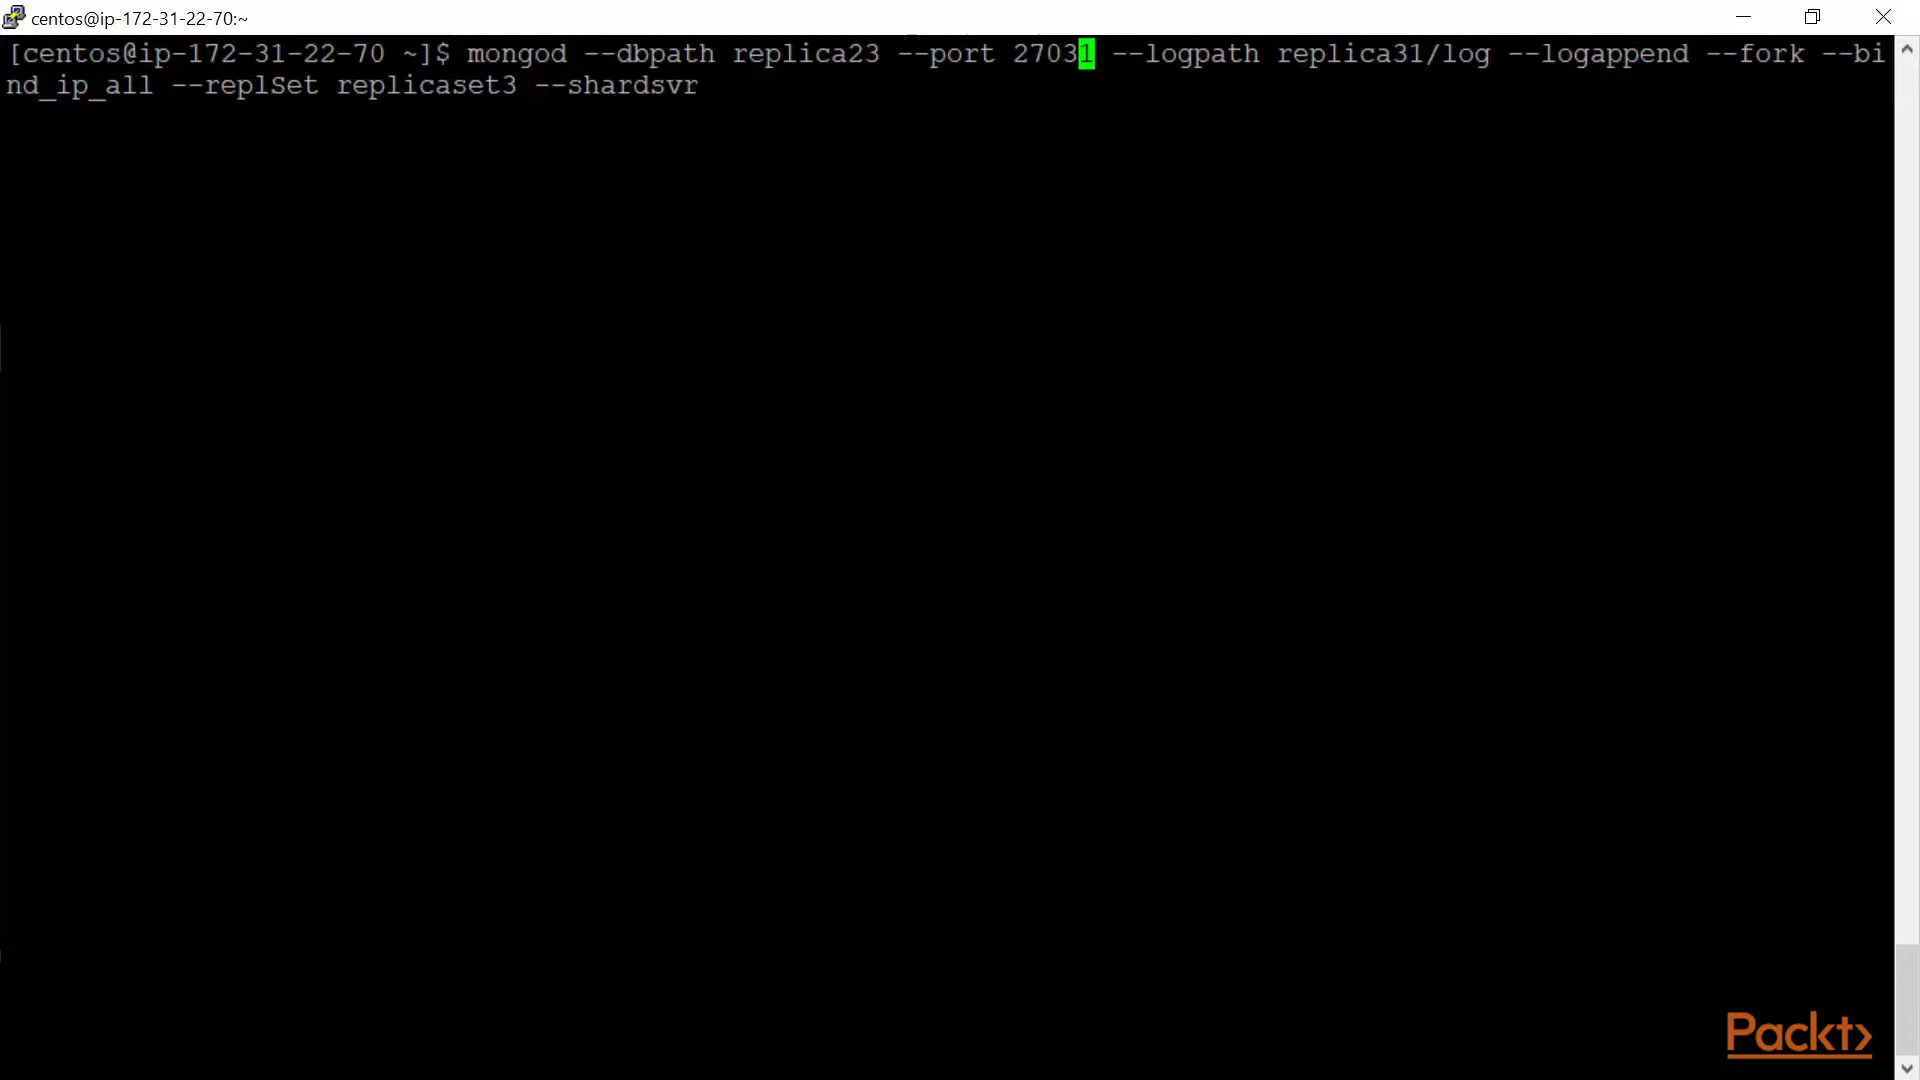 centos@ip-172-31-22-70:~
[centos@ip-172-31-22-70 ~]$ mongod --dbpath replica23 --port 27031 --logpath replica31/log --logappend --fork --bi
nd_ip_all --replSet replicaset3 --shardsvr
Packt>